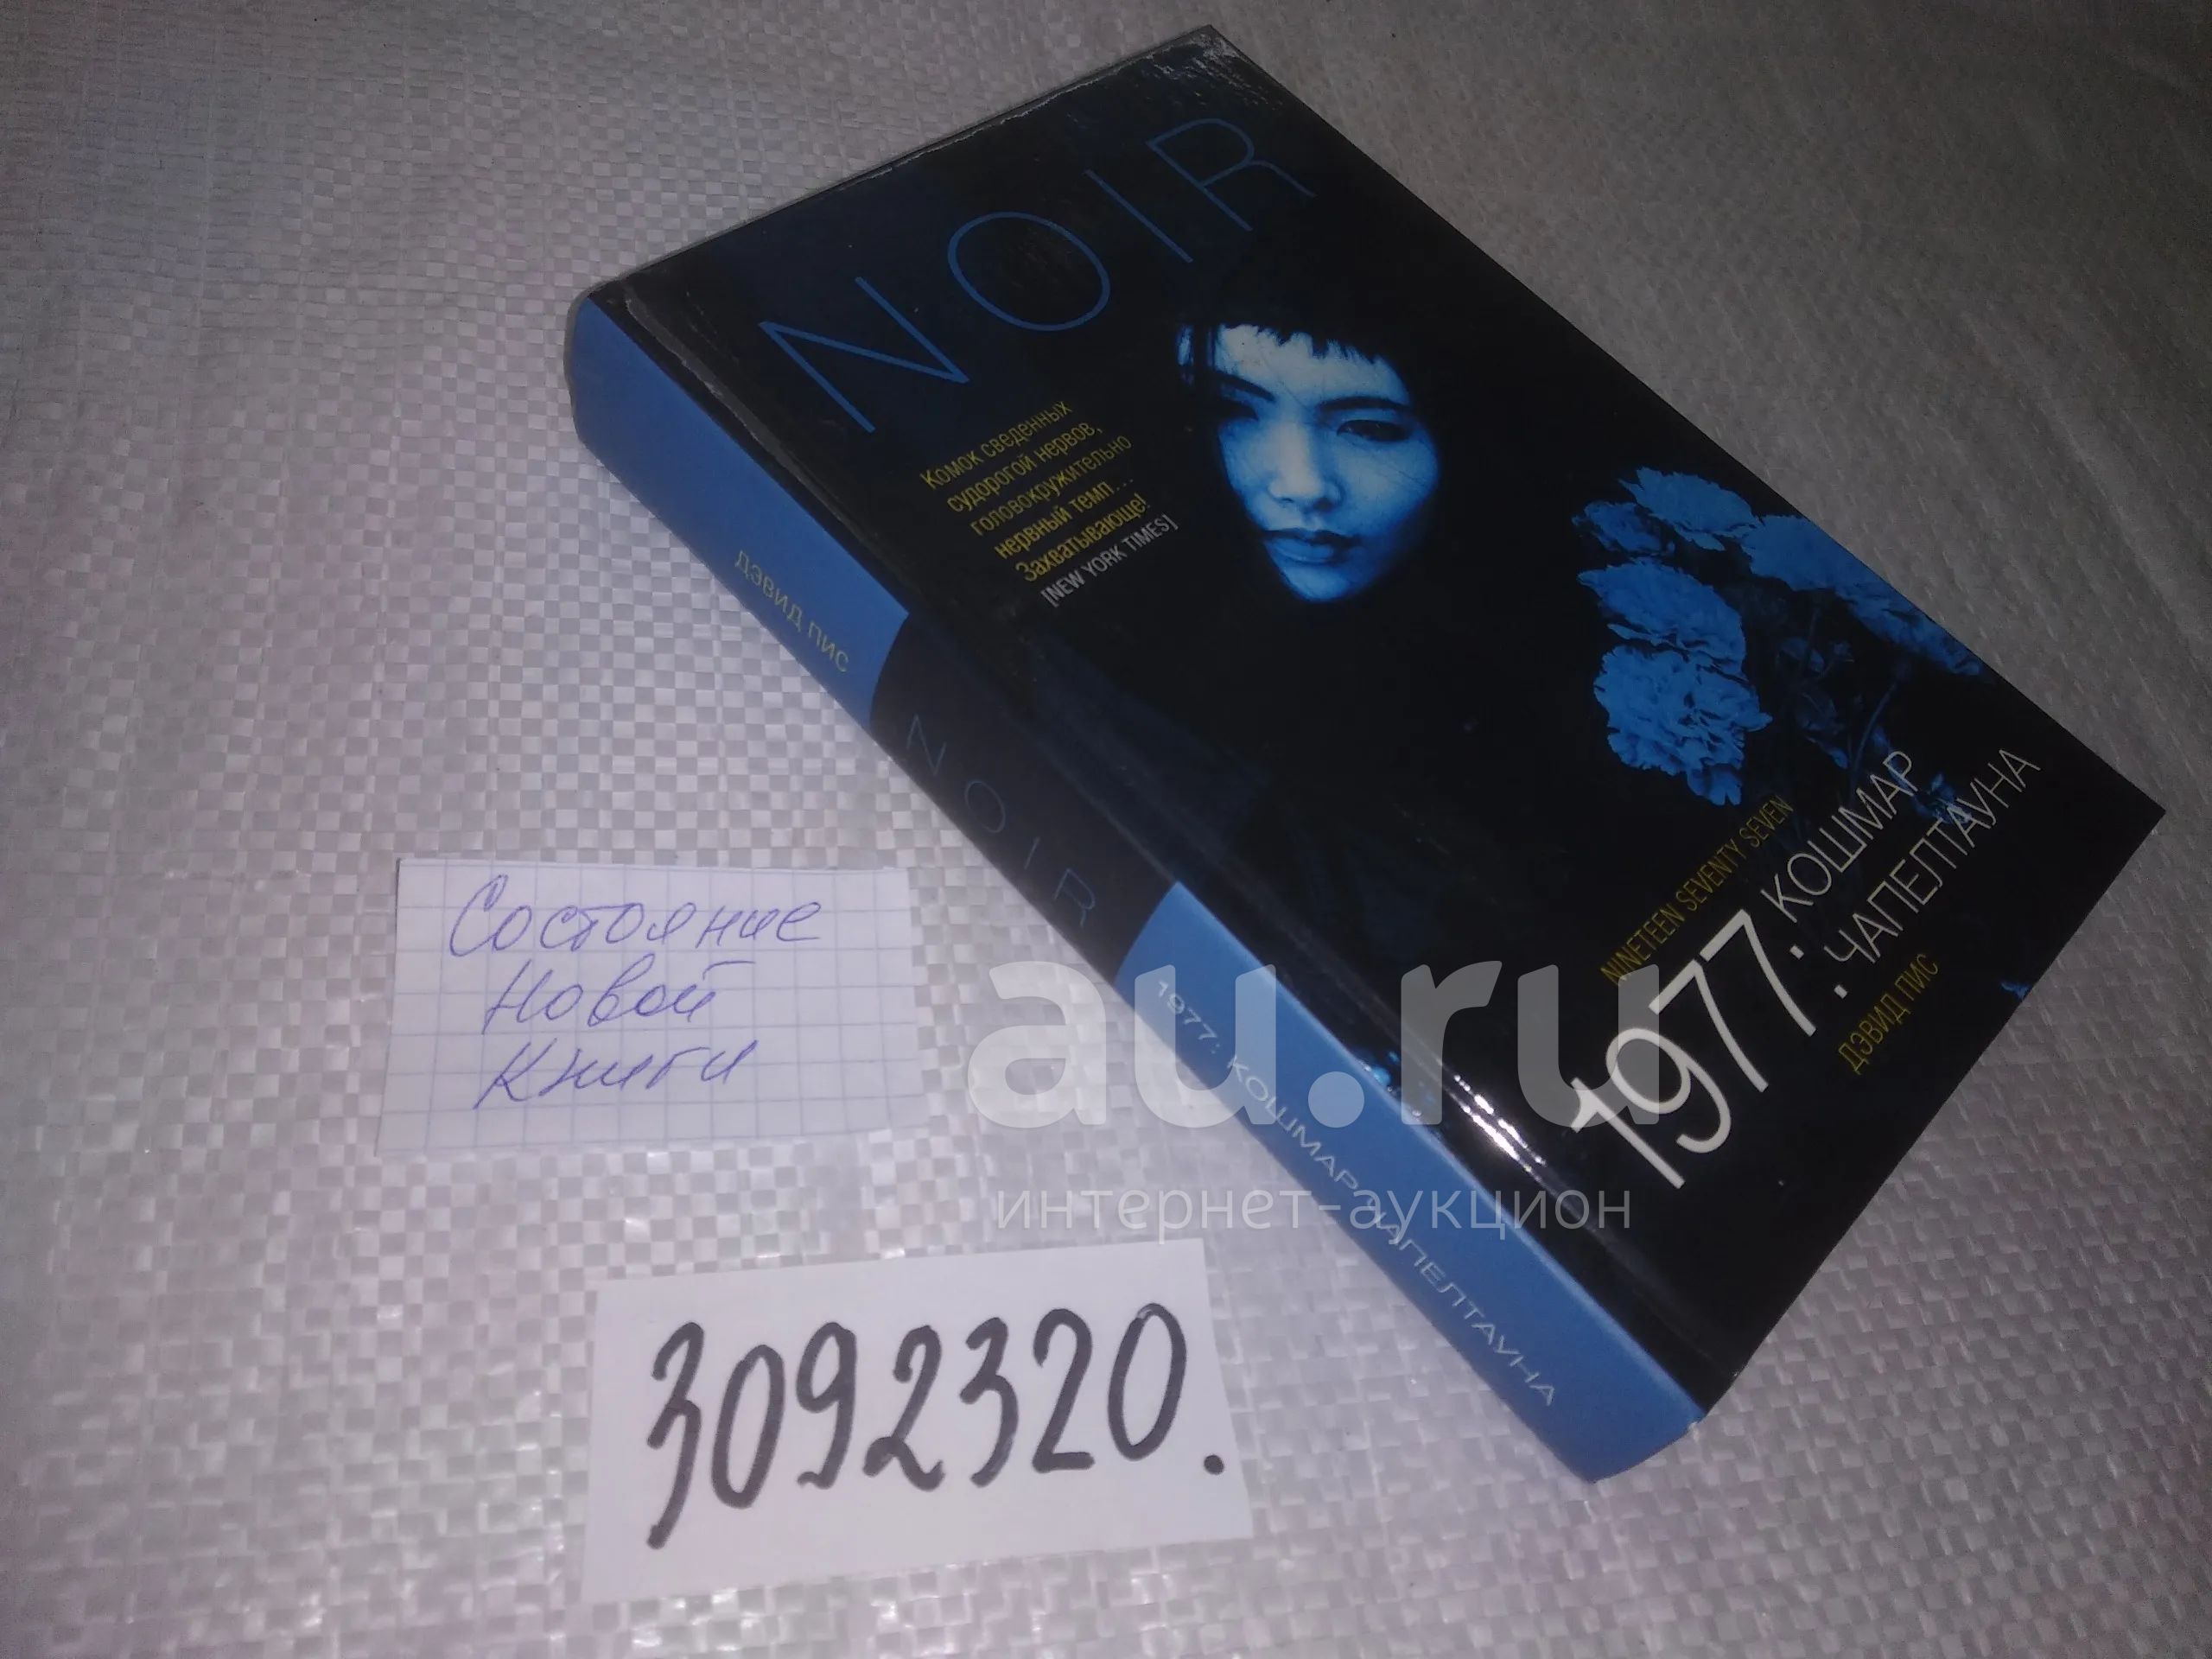 NOIR
Комок сведенных
судорогой нервов,
головокружительно
нервный темп...
Захватывающе!
[NEW YORK TIMES]
NINETEEN SEVENTY SEVEN
1977: КОШМАР
ЧАПЕЛТАУНА
ДЭВИД ПИС
ДЭВИД ПИС
NOIR
1977: КОШМАР ЧАПЕЛТАУНА
Состояние
Новой
Книги
3092320.
au.ru
интернет-аукцион